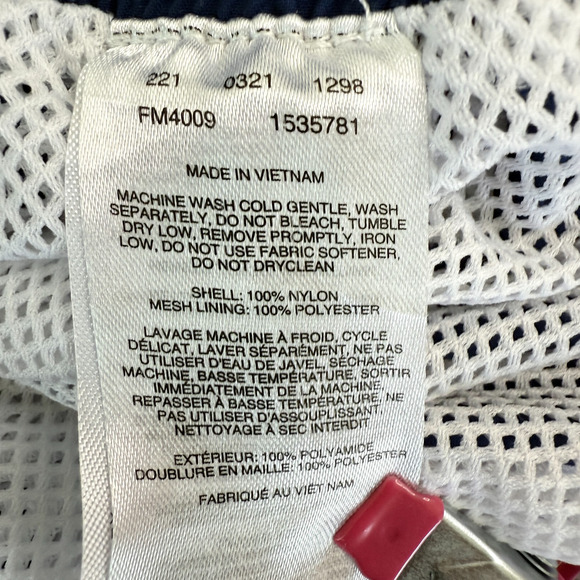 221 0321 1298
FM4009 1535781
MADE IN VIETNAM
MACHINE WASH COLD GENTLE, WASH
SEPARATELY, DO NOT BLEACH, TUMBLE
DRY LOW, REMOVE PROMPTLY, IRON
LOW, DO NOT USE FABRIC SOFTENER,
DO NOT DRYCLEAN
SHELL: 100% NYLON
MESH LINING: 100% POLYESTER
LAVAGE MACHINE À FROID, CYCLE
DÉLICAT, LAVER SÉPARÉMENT, NE PAS
UTILISER D'EAU DE JAVEL, SÉCHAGE
MACHINE, BASSE TEMPÉRATURE, SORTIR
IMMÉDIATEMENT DE LA MACHINE,
REPASSER À BASSE TEMPÉRATURE, NE
PAS UTILISER D'ASSOUPLISSANT,
NETTOYAGE À SEC INTERDIT
EXTÉRIEUR: 100% POLYAMIDE
DOUBLURE EN MAILLE: 100% POLYESTER
FABRIQUÉ AU VIÊT NAM